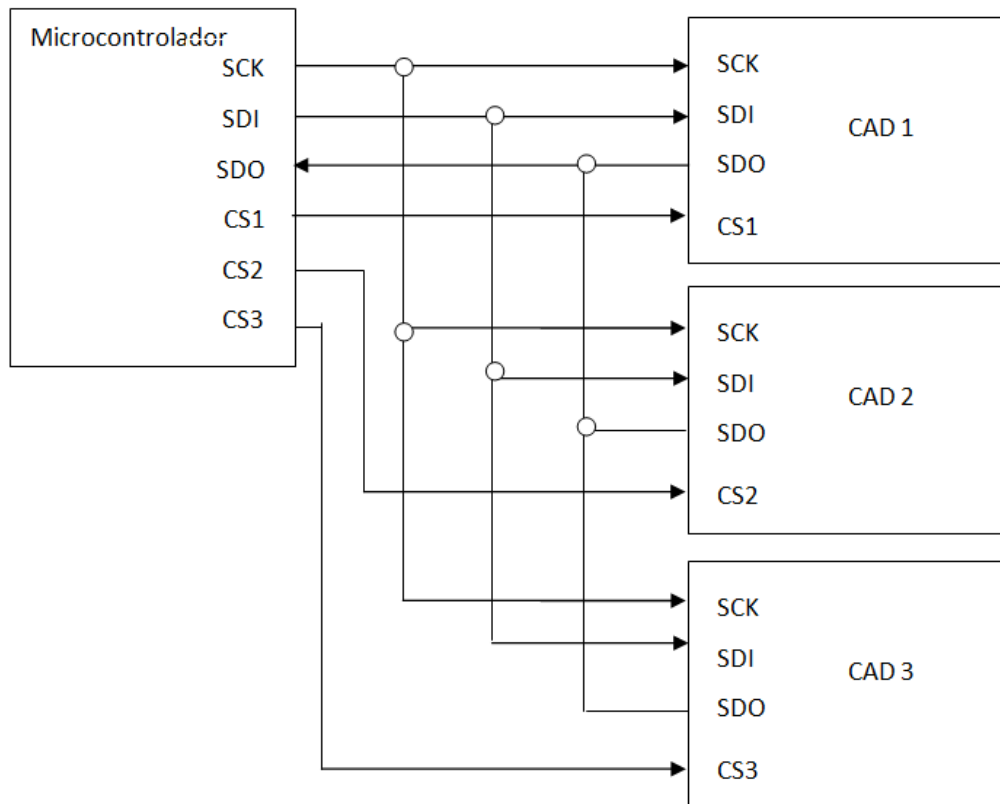 Microcontrolador
SCK
SDI
SDO
CS1
CS2
CS3
SCK
SDI
CAD 1
SDO
CS1
SCK
SDI
CAD 2
SDO
CS2
SCK
SDI
CAD 3
SDO
CS3